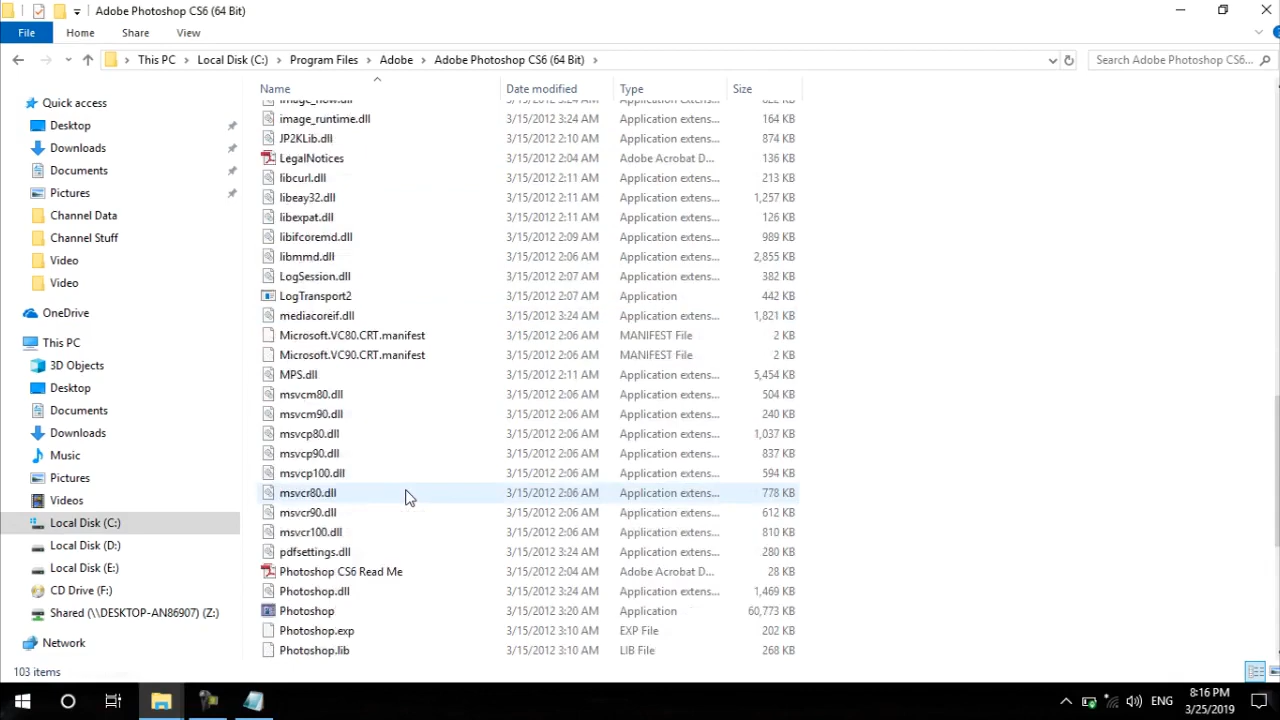 Adobe Photoshop CS6 (64 Bit)
File Home Share View
This PC Local Disk (C:) Program Files Adobe Adobe Photoshop CS6 (64 Bit) Search Adobe Photoshop CS6...
Name Date modified Type Size
Quick access
Desktop
Downloads
Documents
Pictures
Channel Data
Channel Stuff
Video
Video
OneDrive
This PC
3D Objects
Desktop
Documents
Downloads
Music
Pictures
Videos
Local Disk (C:)
Local Disk (D:)
Local Disk (E:)
CD Drive (F:)
Shared (\\DESKTOP-AN86907) (Z:)
Network
image_flow.dll 3/15/2012 3:24 AM Application extens... 622 KB
image_runtime.dll 3/15/2012 3:24 AM Application extens... 164 KB
JP2KLib.dll 3/15/2012 2:10 AM Application extens... 874 KB
LegalNotices 3/15/2012 2:04 AM Adobe Acrobat D... 136 KB
libcurl.dll 3/15/2012 2:11 AM Application extens... 213 KB
libeay32.dll 3/15/2012 2:11 AM Application extens... 1,257 KB
libexpat.dll 3/15/2012 2:11 AM Application extens... 126 KB
libifcoremd.dll 3/15/2012 2:09 AM Application extens... 989 KB
libmmd.dll 3/15/2012 2:06 AM Application extens... 2,855 KB
LogSession.dll 3/15/2012 2:07 AM Application extens... 382 KB
LogTransport2 3/15/2012 2:07 AM Application 442 KB
mediacoreif.dll 3/15/2012 3:24 AM Application extens... 1,821 KB
Microsoft.VC80.CRT.manifest 3/15/2012 2:06 AM MANIFEST File 2 KB
Microsoft.VC90.CRT.manifest 3/15/2012 2:06 AM MANIFEST File 2 KB
MPS.dll 3/15/2012 2:11 AM Application extens... 5,454 KB
msvcm80.dll 3/15/2012 2:06 AM Application extens... 504 KB
msvcm90.dll 3/15/2012 2:06 AM Application extens... 240 KB
msvcp80.dll 3/15/2012 2:06 AM Application extens... 1,037 KB
msvcp90.dll 3/15/2012 2:06 AM Application extens... 837 KB
msvcp100.dll 3/15/2012 2:06 AM Application extens... 594 KB
msvcr80.dll 3/15/2012 2:06 AM Application extens... 778 KB
msvcr90.dll 3/15/2012 2:06 AM Application extens... 612 KB
msvcr100.dll 3/15/2012 2:06 AM Application extens... 810 KB
pdfsettings.dll 3/15/2012 3:24 AM Application extens... 280 KB
Photoshop CS6 Read Me 3/15/2012 2:04 AM Adobe Acrobat D... 28 KB
Photoshop.dll 3/15/2012 3:24 AM Application extens... 1,469 KB
Photoshop 3/15/2012 3:20 AM Application 60,773 KB
Photoshop.exp 3/15/2012 3:10 AM EXP File 202 KB
Photoshop.lib 3/15/2012 3:10 AM LIB File 268 KB
103 items
ENG
8:16 PM
3/25/2019